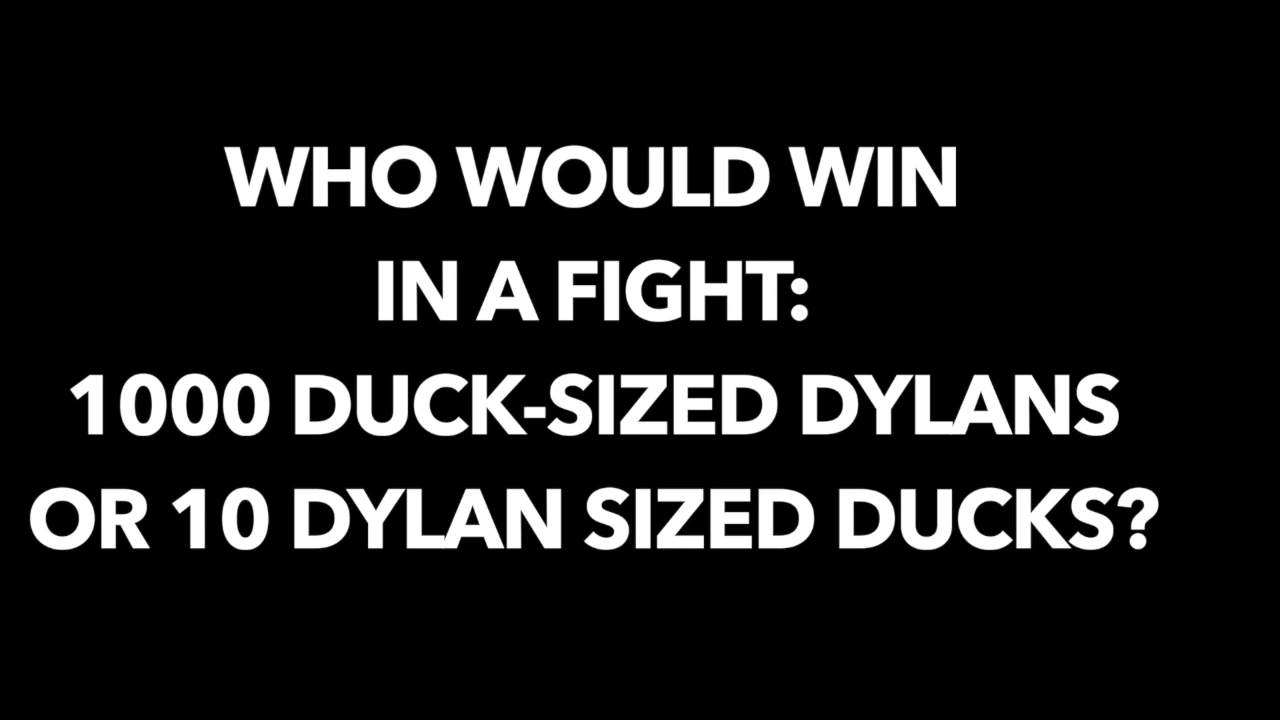 WHO WOULD WIN
IN A FIGHT:
1000 DUCK-SIZED DYLANS
OR 10 DYLAN SIZED DUCKS?